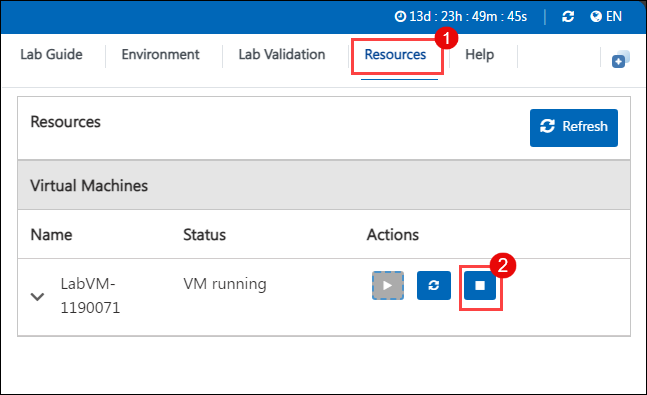 13d : 23h : 49m : 45s EN
1
Lab Guide Environment Lab Validation Resources Help
Resources
Refresh
Virtual Machines
Name Status Actions
2
LabVM- VM running
1190071